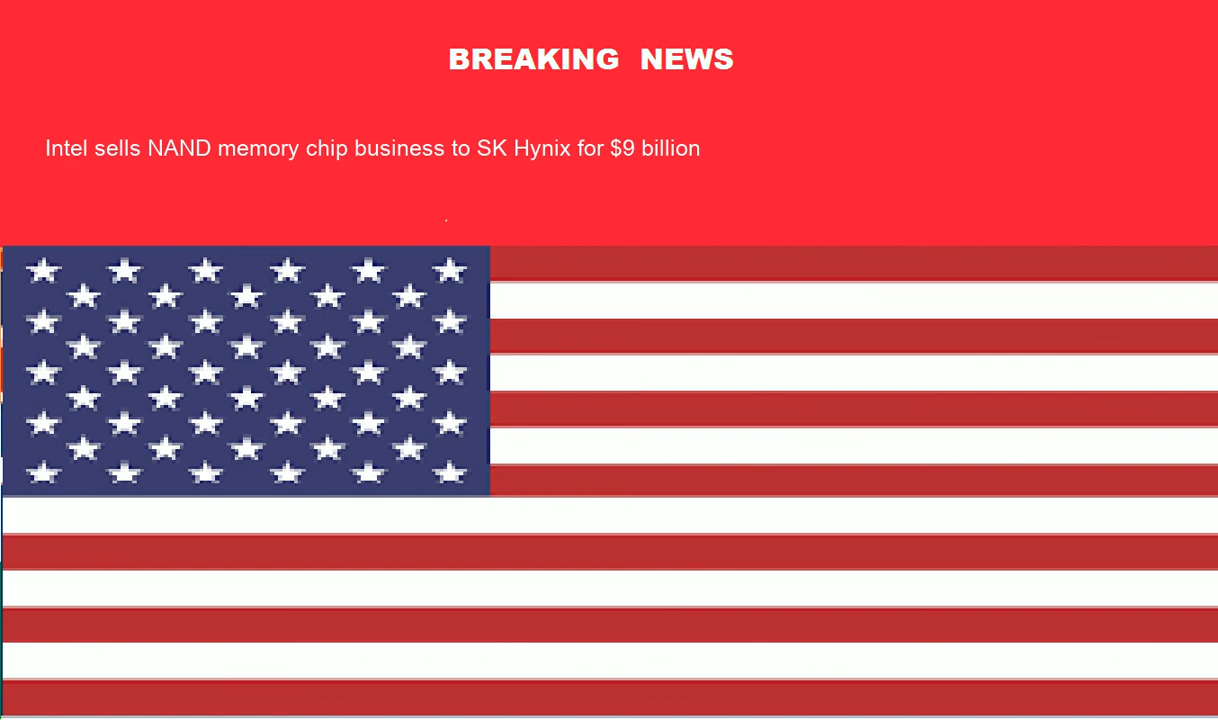 BREAKING NEWS
Intel sells NAND memory chip business to SK Hynix for $9 billion
.